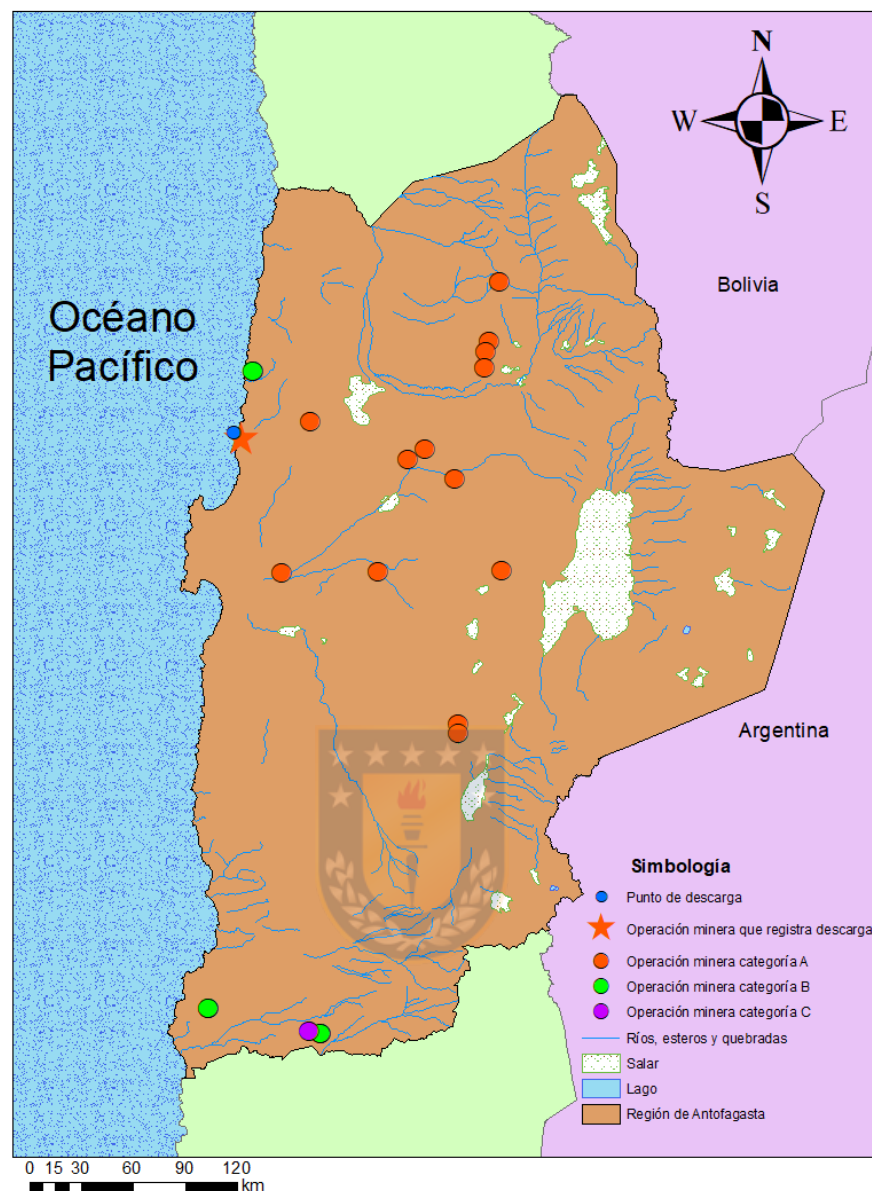 N
W
E
S
Bolivia
Océano
Pacífico
Argentina
Simbología
Punto de descarga
Operación minera que registra descarga
Operación minera categoría A
Operación minera categoría B
Operación minera categoría C
Ríos, esteros y quebradas
Salar
Lago
Región de Antofagasta
0 15 30 60 90 120
km